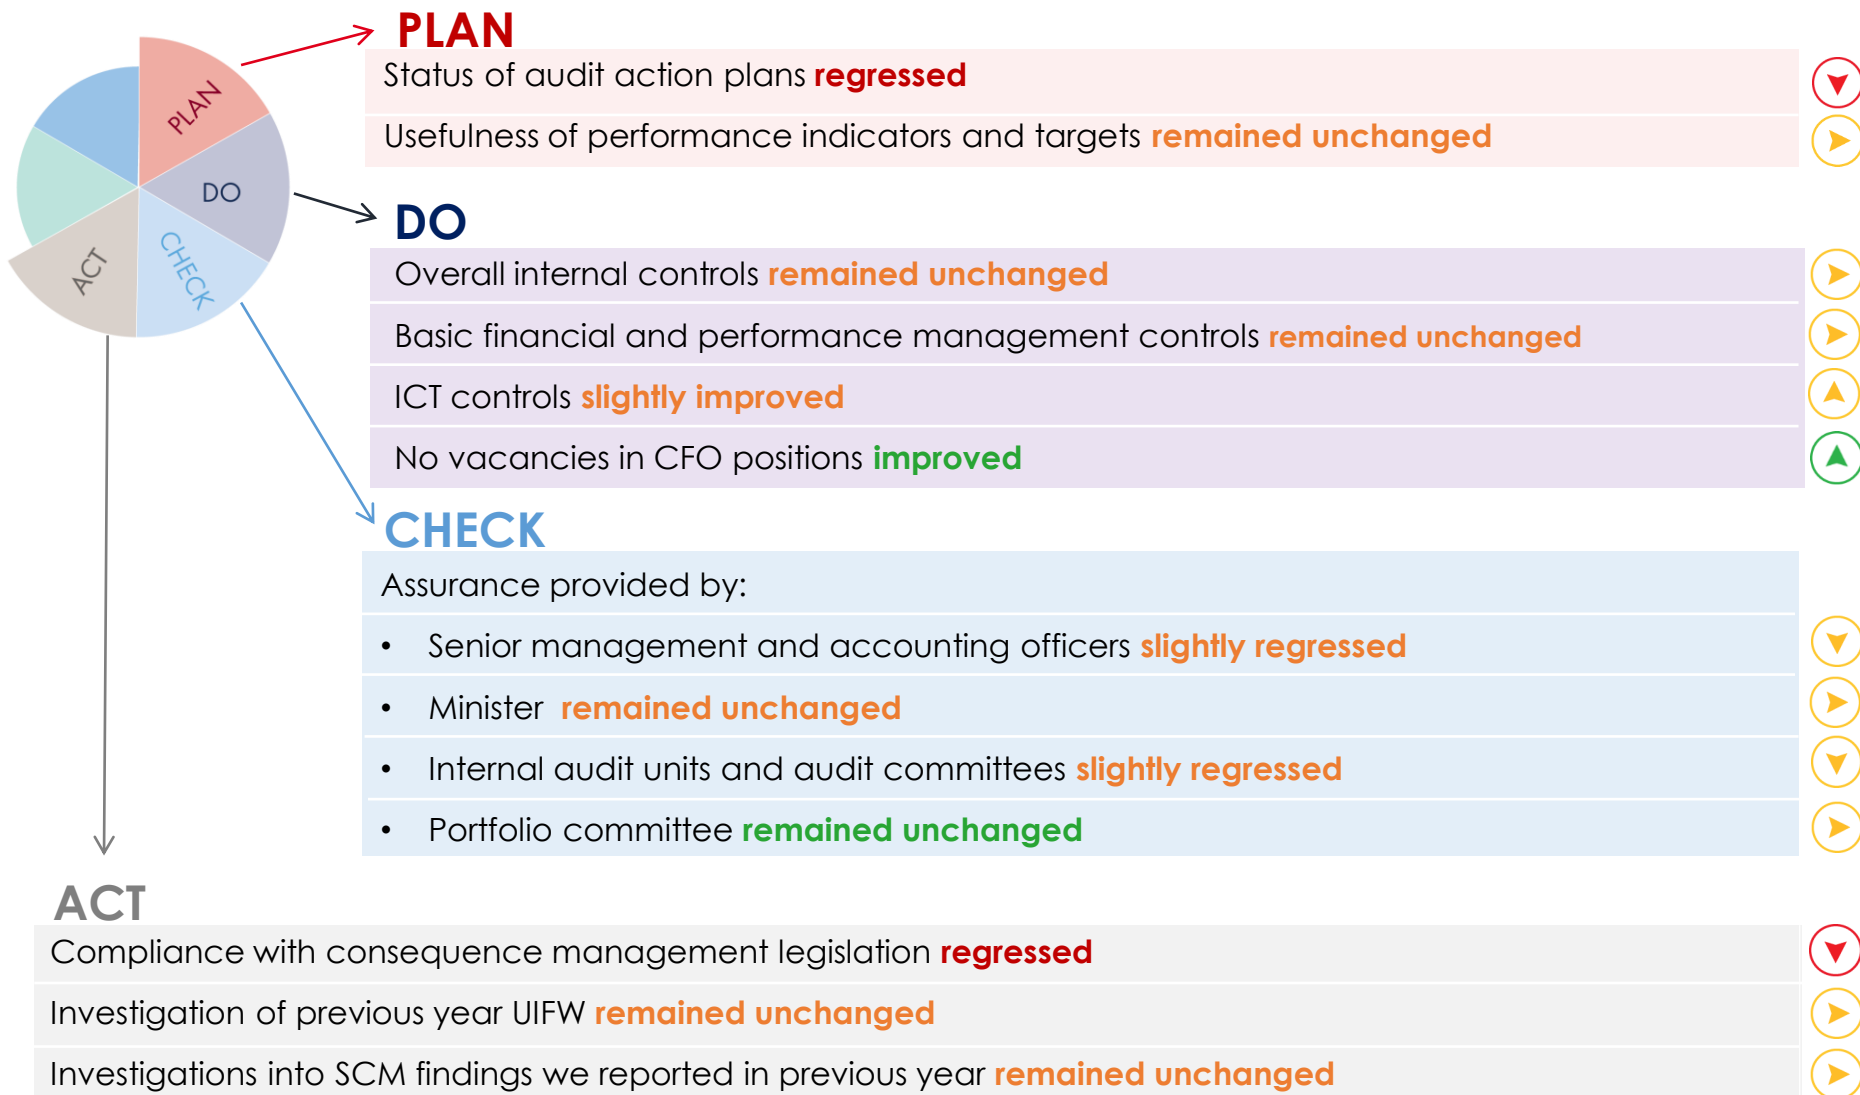 PLAN
DO
CHECK
ACT
PLAN
Status of audit action plans regressed
Usefulness of performance indicators and targets remained unchanged
DO
Overall internal controls remained unchanged
Basic financial and performance management controls remained unchanged
ICT controls slightly improved
No vacancies in CFO positions improved
CHECK
Assurance provided by:
• Senior management and accounting officers slightly regressed
• Minister remained unchanged
• Internal audit units and audit committees slightly regressed
• Portfolio committee remained unchanged
ACT
Compliance with consequence management legislation regressed
Investigation of previous year UIFW remained unchanged
Investigations into SCM findings we reported in previous year remained unchanged